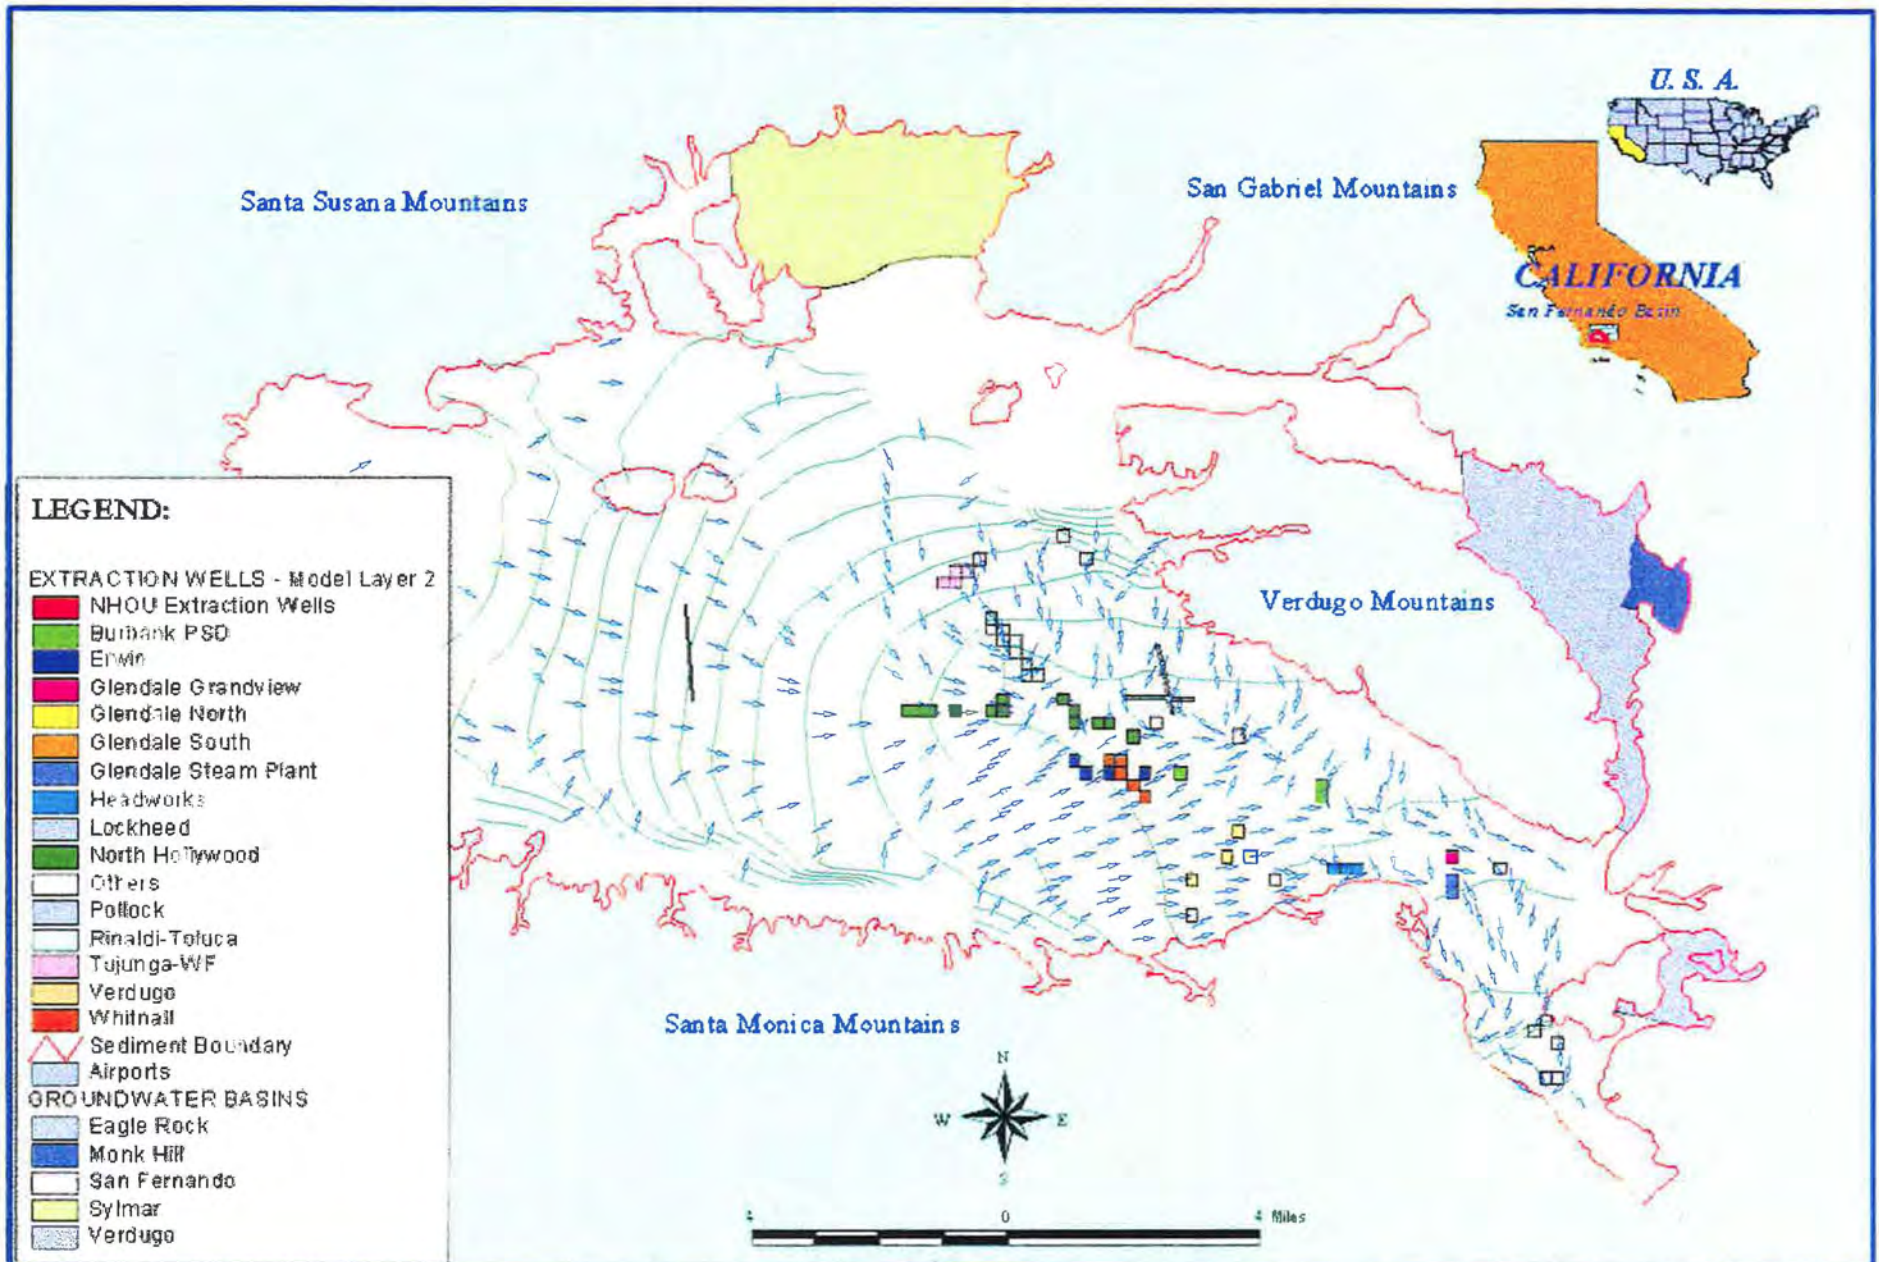 U. S. A.
Santa Susana Mountains
San Gabriel Mountains
CALIFORNIA
San Fernando Basin
LEGEND:
EXTRACTION WELLS - Model Layer 2
NHOU Extraction Wells
Burbank PSD
Erwin
Glendale Grandview
Glendale North
Glendale South
Glendale Steam Plant
Headworks
Lockheed
North Hollywood
Others
Pollock
Rinaldi-Toluca
Tujunga-WF
Verdugo
Whitnall
Sediment Boundary
Airports
GROUNDWATER BASINS
Eagle Rock
Monk Hill
San Fernando
Sylmar
Verdugo
Verdugo Mountains
Santa Monica Mountains
N
W E
S
4 0 4 Miles